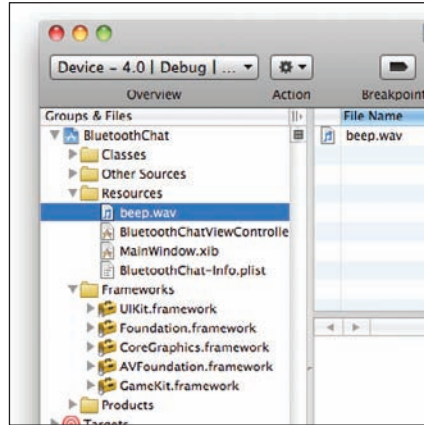 Device – 4.0 | Debug | ...
Overview
Action
Breakpoint
Groups & Files
File Name
BluetoothChat
beep.wav
Classes
Other Sources
Resources
beep.wav
BluetoothChatViewControlle
MainWindow.xib
BluetoothChat-Info.plist
Frameworks
UIKit.framework
Foundation.framework
CoreGraphics.framework
AVFoundation.framework
GameKit.framework
Products
Targets